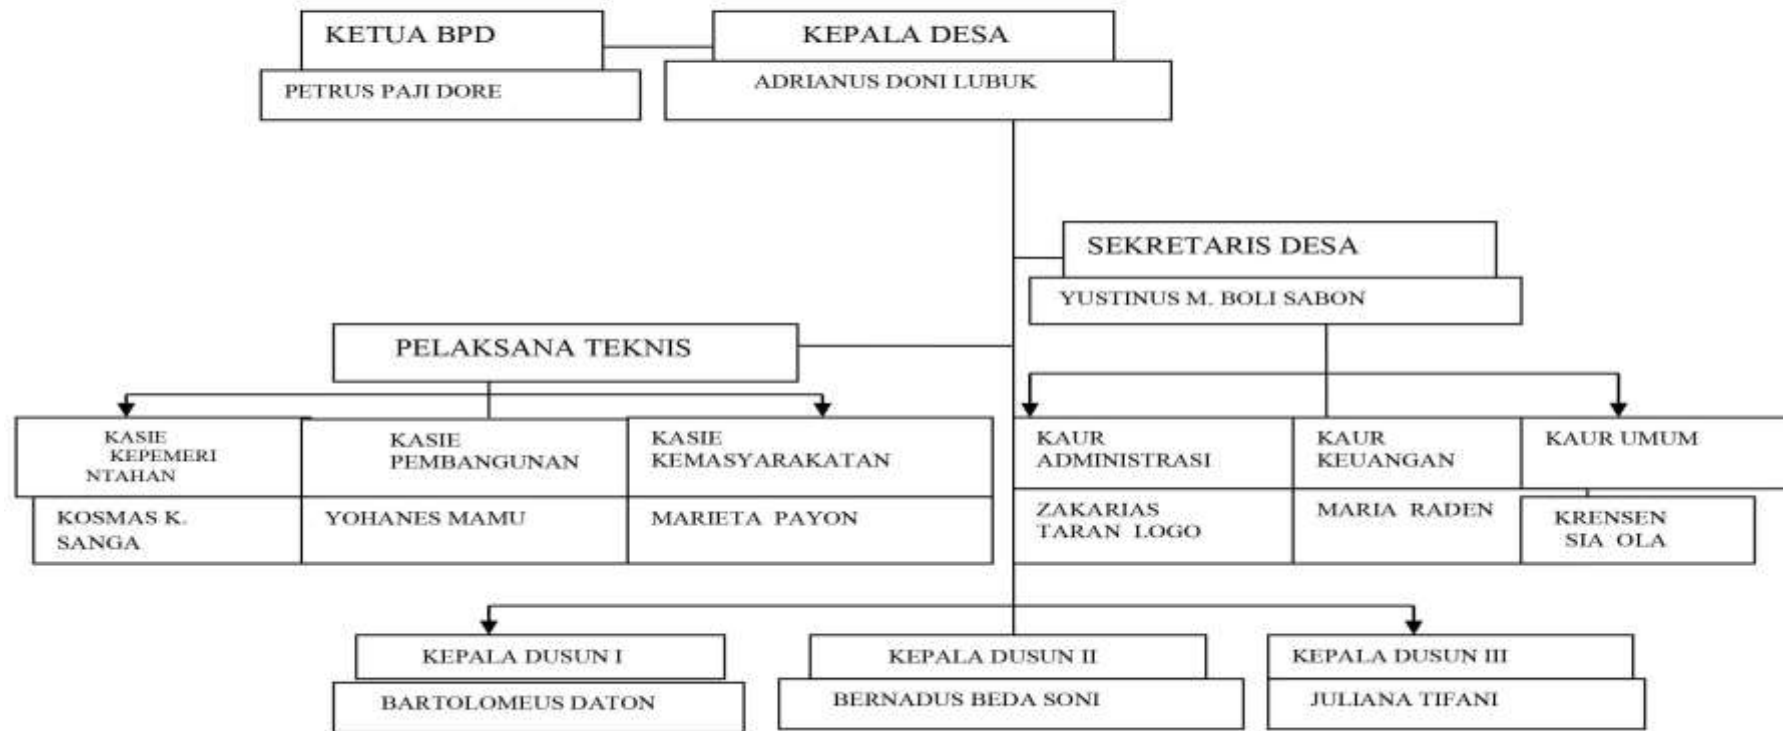 KETUA BPD
KEPALA DESA
PETRUS PAJI DORE
ADRIANUS DONI LUBUK
SEKRETARIS DESA
YUSTINUS M. BOLI SABON
PELAKSANA TEKNIS
KASIE
KEPEMERI
NTAHAN
KASIE
PEMBANGUNAN
KASIE
KEMASYARAKATAN
KAUR
ADMINISTRASI
KAUR
KEUANGAN
KAUR UMUM
KOSMAS K.
SANGA
YOHANES MAMU
MARIETA PAYON
ZAKARIAS
TARAN LOGO
MARIA RADEN
KRENSEN
SIA OLA
KEPALA DUSUN I
KEPALA DUSUN II
KEPALA DUSUN III
BARTOLOMEUS DATON
BERNADUS BEDA SONI
JULIANA TIFANI